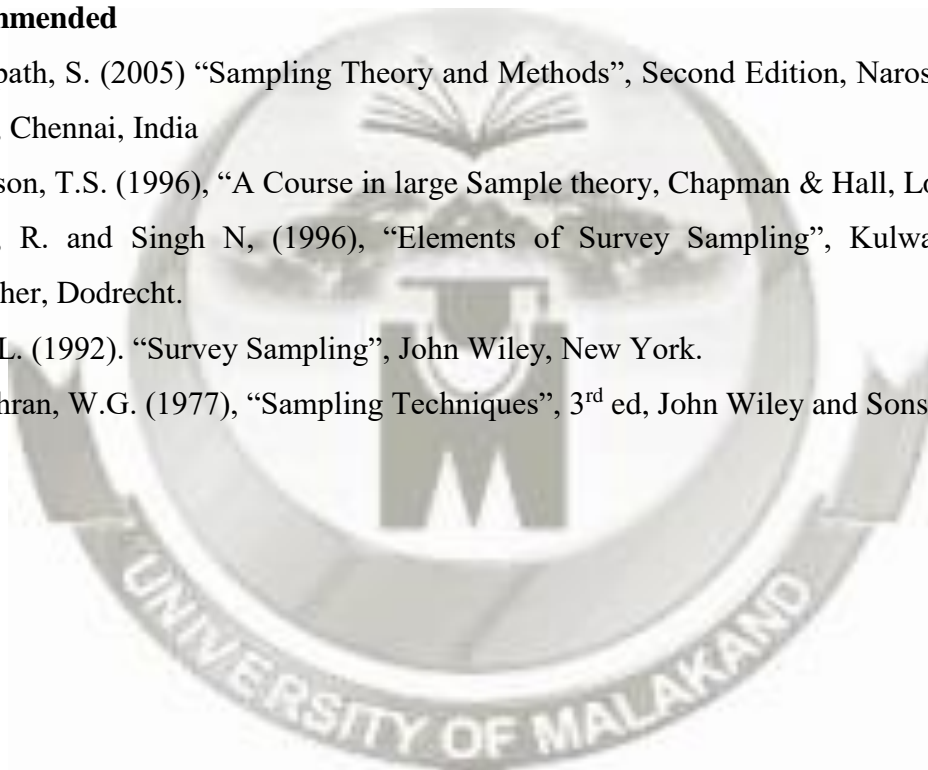 nmended
path, S. (2005) “Sampling Theory and Methods”, Second Edition, Naros
, Chennai, India
son, T.S. (1996), “A Course in large Sample theory, Chapman & Hall, Lo
, R. and Singh N, (1996), “Elements of Survey Sampling”, Kulwa
her, Dodrecht.
L. (1992). “Survey Sampling”, John Wiley, New York.
hran, W.G. (1977), “Sampling Techniques”, 3rd ed, John Wiley and Sons
UNIVERSITY OF MALAKAND